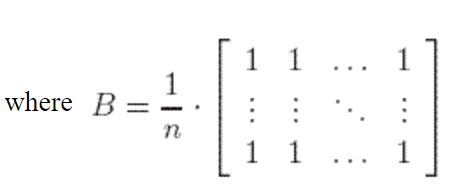 where B = 1/n · [ 1 1 … 1
⋮ ⋮ ⋱ ⋮
1 1 … 1 ]